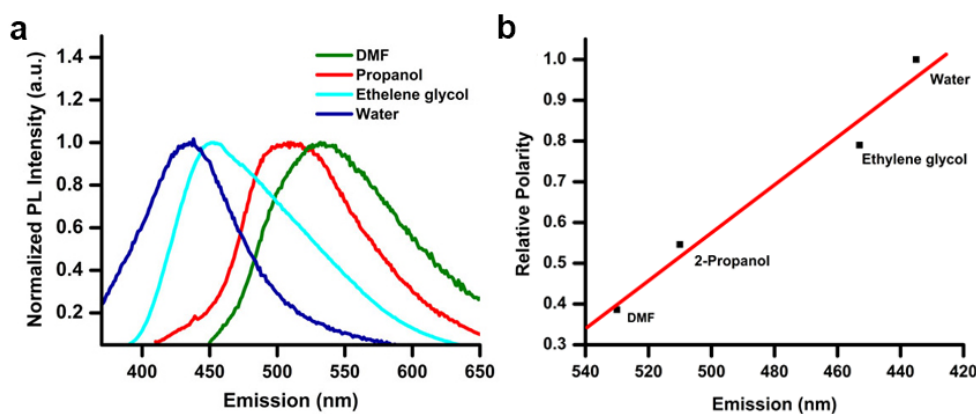 a
Normalized PL Intensity (a.u.)
1.4
1.2
1.0
0.8
0.6
0.4
0.2
DMF
Propanol
Ethelene glycol
Water
400
450
500
550
600
650
Emission (nm)
b
Relative Polarity
1.0
0.9
0.8
0.7
0.6
0.5
0.4
0.3
Water
Ethylene glycol
2-Propanol
DMF
540
520
500
480
460
440
420
Emission (nm)